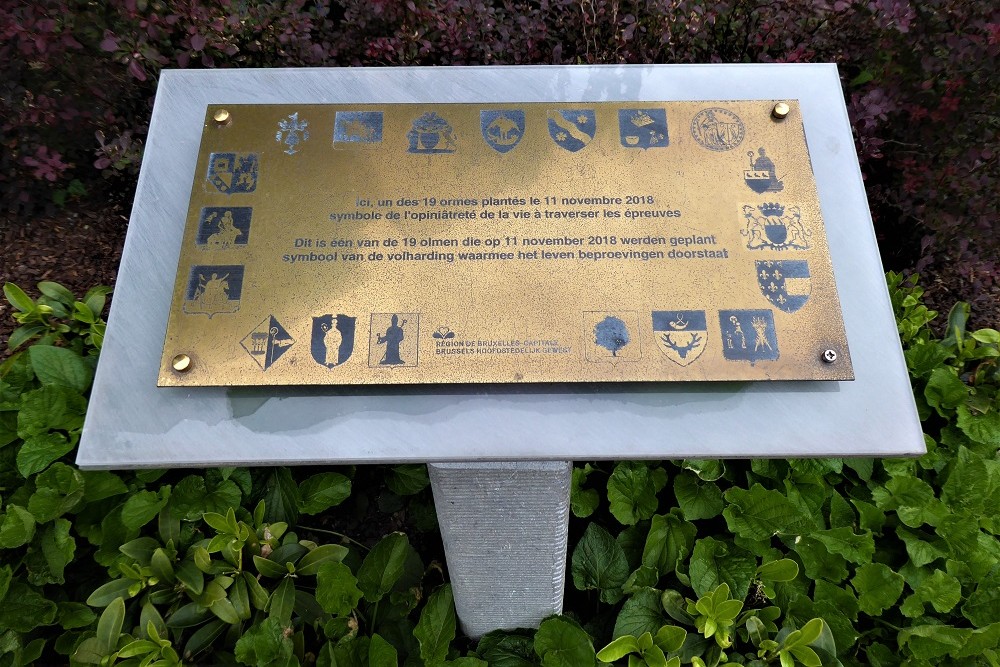 Ici, un des 19 ormes plantés le 11 novembre 2018
symbole de l'opiniâtreté de la vie à traverser les épreuves
Dit is één van de 19 olmen die op 11 november 2018 werden geplant
symbool van de volharding waarmee het leven beproevingen doorstaat
RÉGION DE BRUXELLES-CAPITALE
BRUSSELS HOOFDSTEDELIJK GEWEST